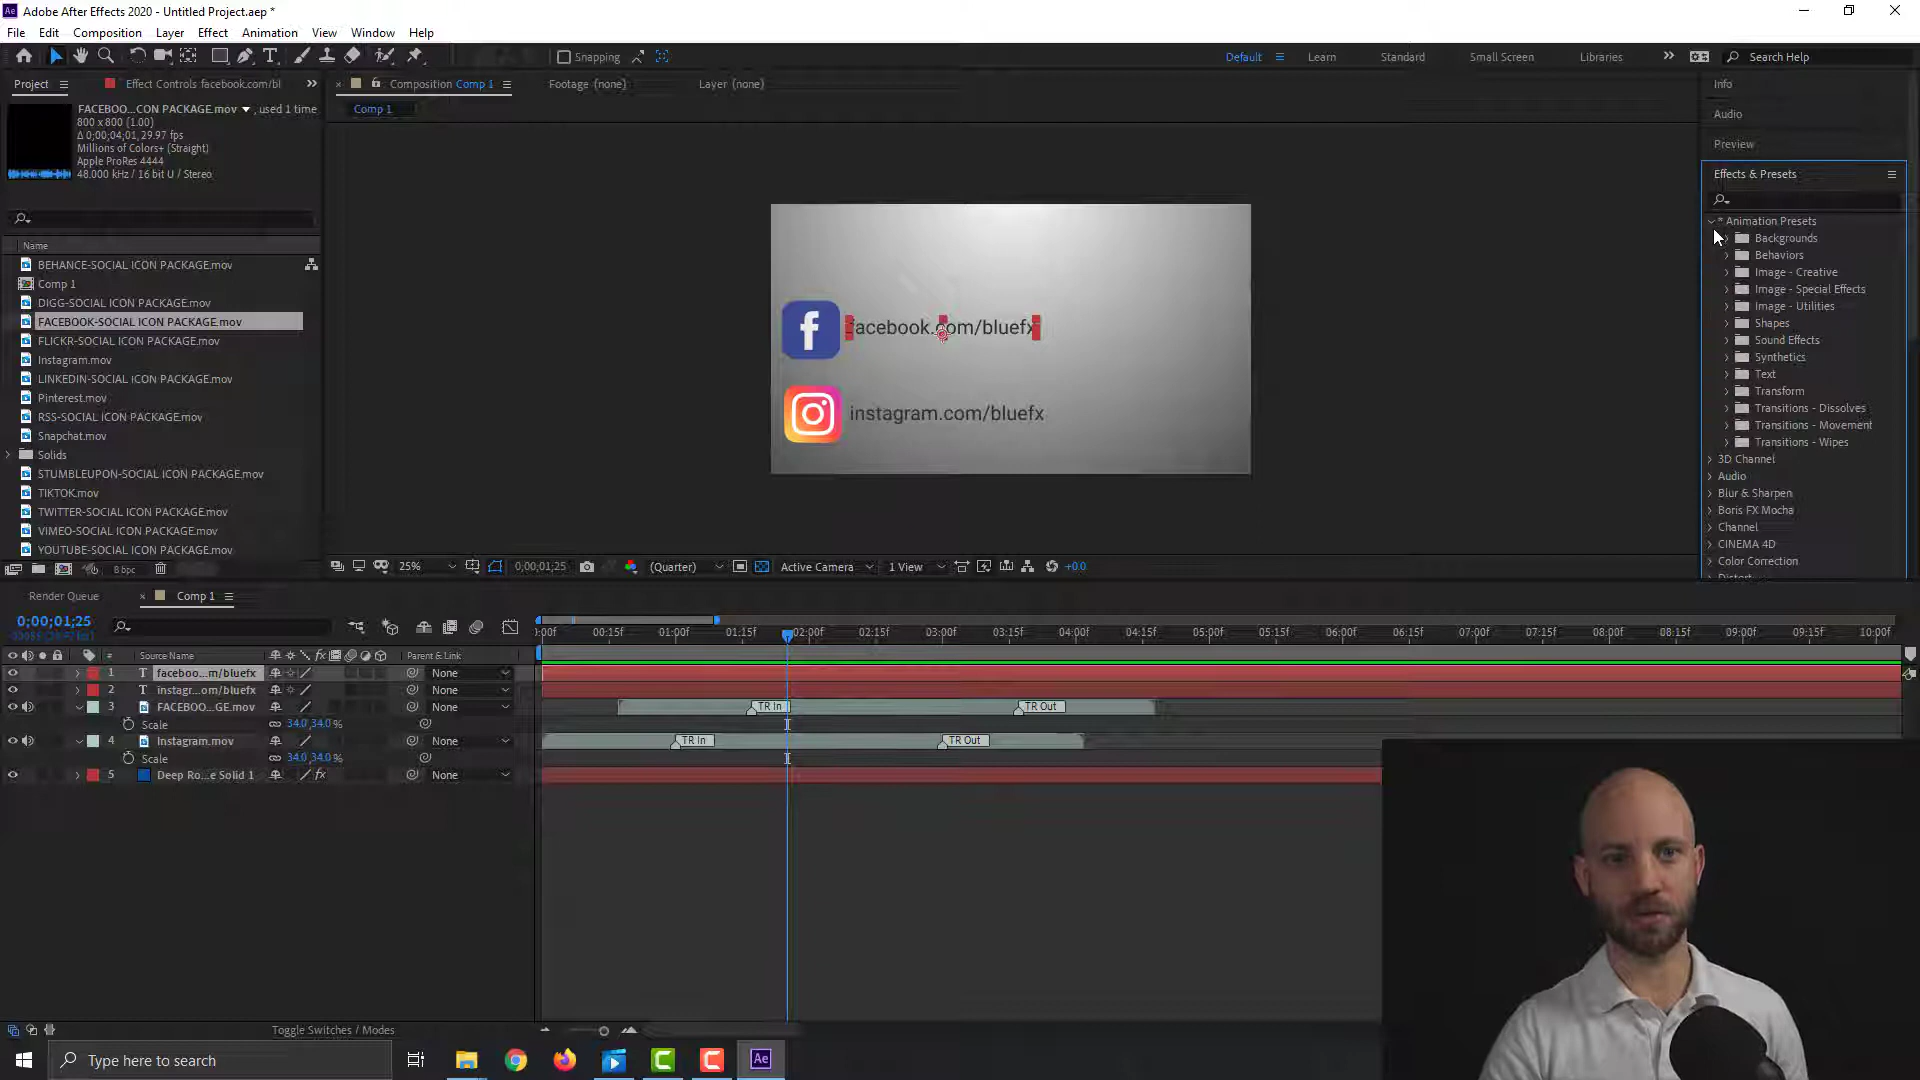 Adobe After Effects 2020 - Untitled Project.aep *
File Edit Composition Layer Effect Animation View Window Help
Snapping Default Learn Standard Small Screen Libraries Search Help
Project Effect Controls facebook.com/bl Composition Comp 1 Footage (none) Layer (none)
FACEBOO...CON PACKAGE.mov , used 1 time
800 x 800 (1.00)
Δ 0;00;04;01, 29.97 fps
Millions of Colors+ (Straight)
Apple ProRes 4444
48.000 kHz / 16 bit U / Stereo
Name
BEHANCE-SOCIAL ICON PACKAGE.mov
Comp 1
DIGG-SOCIAL ICON PACKAGE.mov
FACEBOOK-SOCIAL ICON PACKAGE.mov
FLICKR-SOCIAL ICON PACKAGE.mov
Instagram.mov
LINKEDIN-SOCIAL ICON PACKAGE.mov
Pinterest.mov
RSS-SOCIAL ICON PACKAGE.mov
Snapchat.mov
Solids
STUMBLEUPON-SOCIAL ICON PACKAGE.mov
TIKTOK.mov
TWITTER-SOCIAL ICON PACKAGE.mov
VIMEO-SOCIAL ICON PACKAGE.mov
YOUTUBE-SOCIAL ICON PACKAGE.mov
8 bpc
Comp 1
facebook.com/bluefx
instagram.com/bluefx
25% 0;00;01;25 (Quarter) Active Camera 1 View +0.0
Info
Audio
Preview
Effects & Presets
* Animation Presets
Backgrounds
Behaviors
Image - Creative
Image - Special Effects
Image - Utilities
Shapes
Sound Effects
Synthetics
Text
Transform
Transitions - Dissolves
Transitions - Movement
Transitions - Wipes
3D Channel
Audio
Blur & Sharpen
Boris FX Mocha
Channel
CINEMA 4D
Color Correction
Distort
Render Queue Comp 1
0;00;01;25
:00f 00:15f 01:00f 01:15f 02:00f 02:15f 03:00f 03:15f 04:00f 04:15f 05:00f 05:15f 06:00f 06:15f 07:00f 07:15f 08:00f 08:15f 09:00f 09:15f 10:00f
# Source Name fx Parent & Link
1 T faceboo...m/bluefx None
2 T instagr...om/bluefx None
3 FACEBOO...GE.mov None TR In TR Out
Scale 34.0,34.0%
4 Instagram.mov None TR In TR Out
Scale 34.0,34.0%
5 Deep Ro...e Solid 1 fx None
Toggle Switches / Modes
Type here to search
Ae